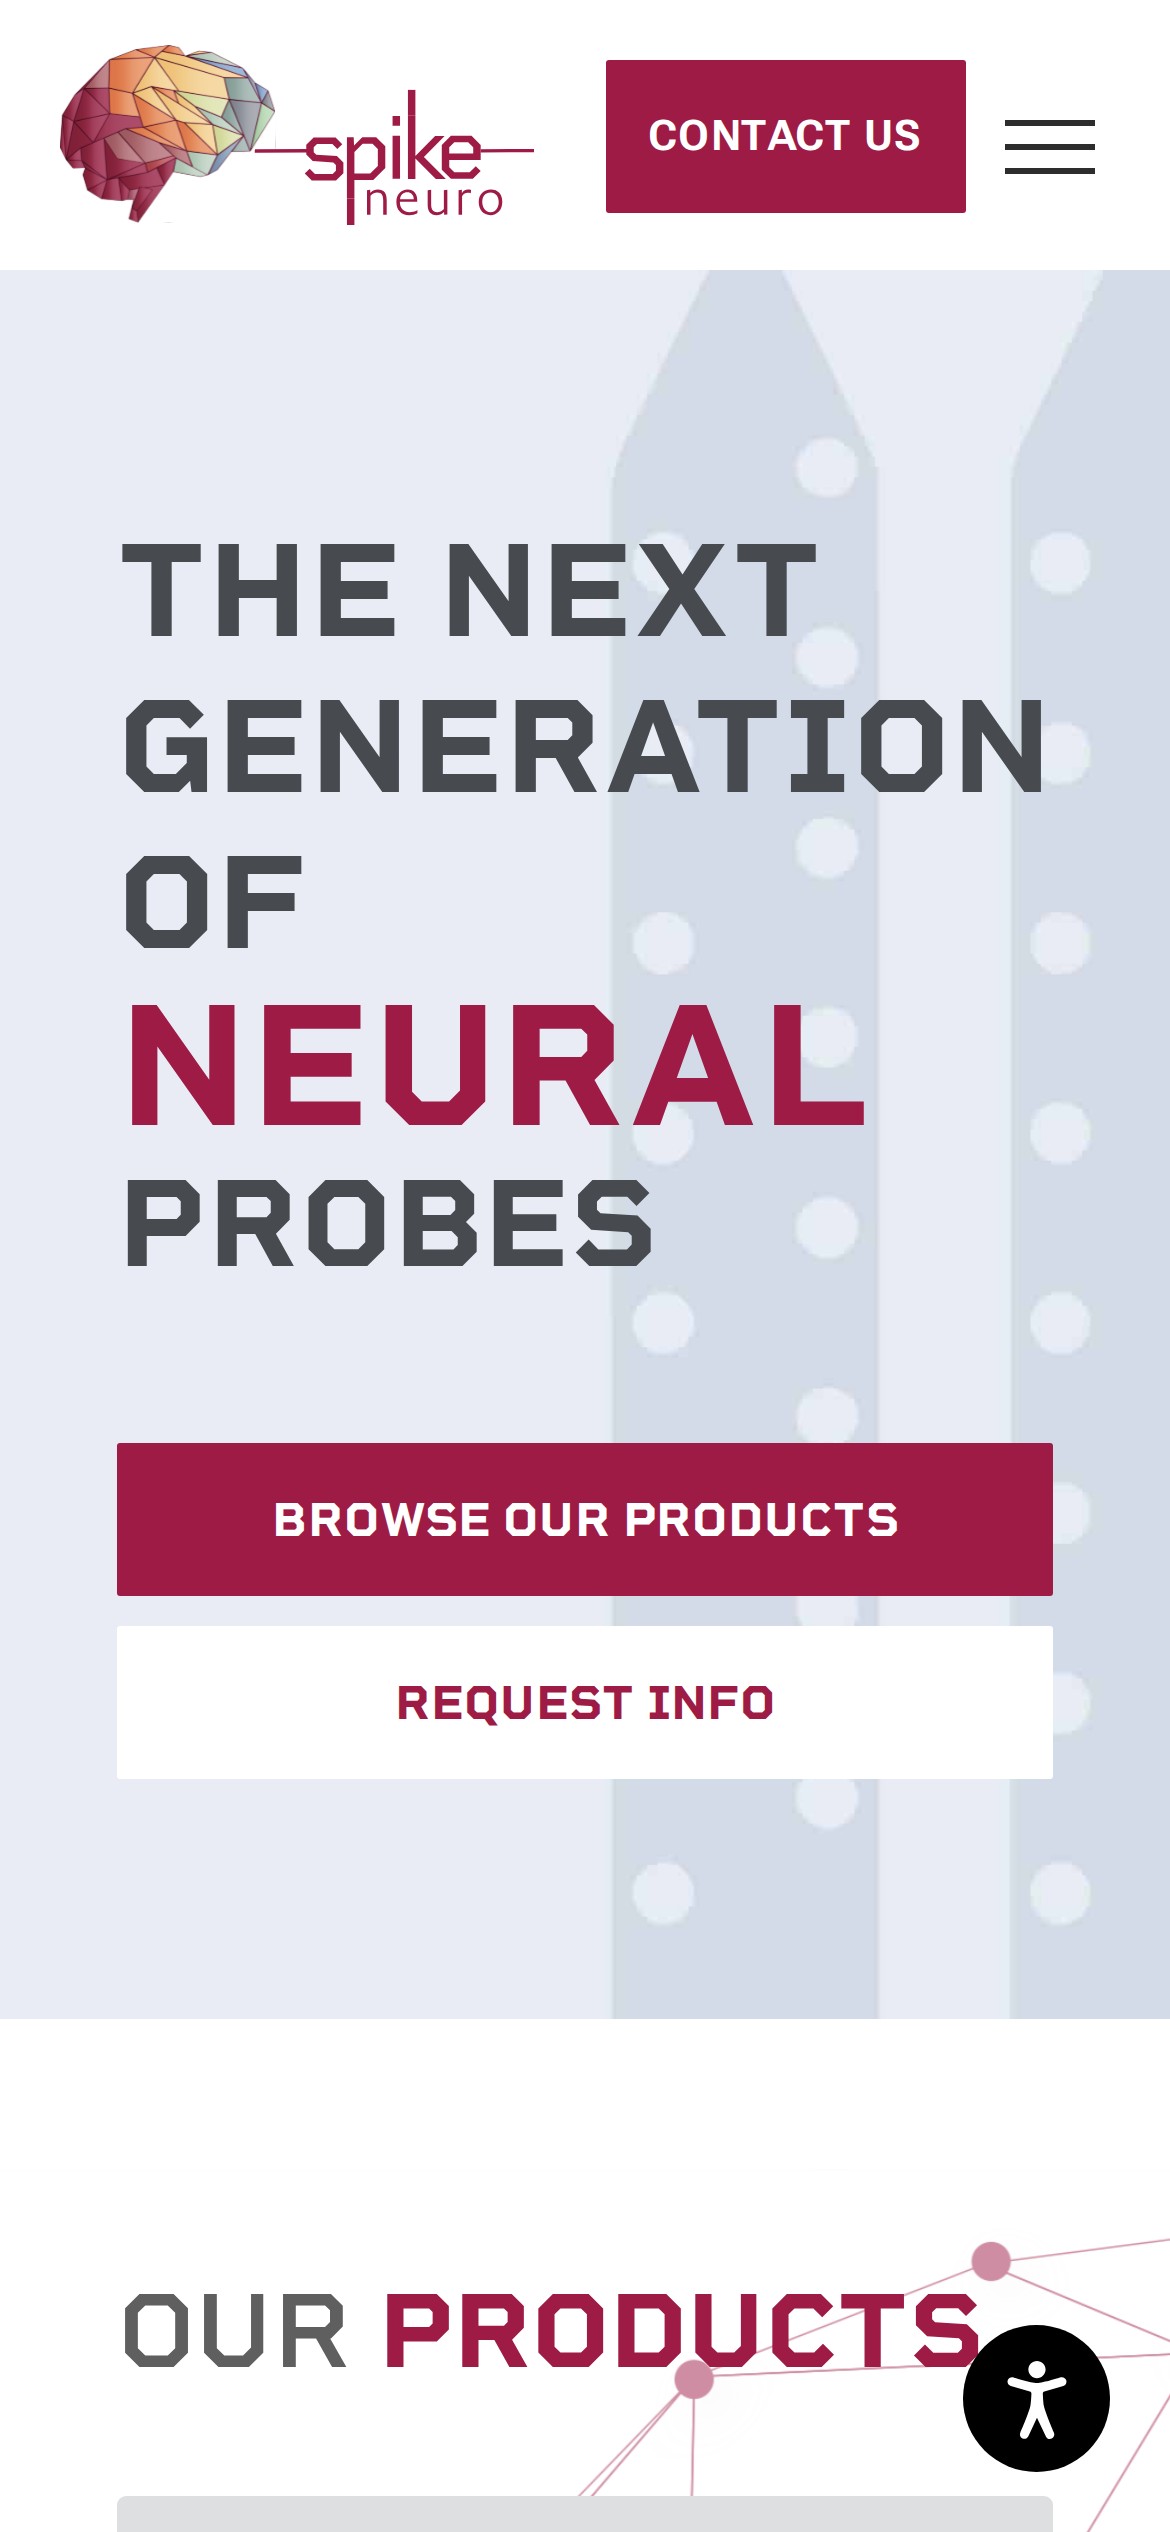 spike
neuro
CONTACT US
THE NEXT
GENERATION
OF
NEURAL
PROBES
BROWSE OUR PRODUCTS
REQUEST INFO
OUR PRODUCTS